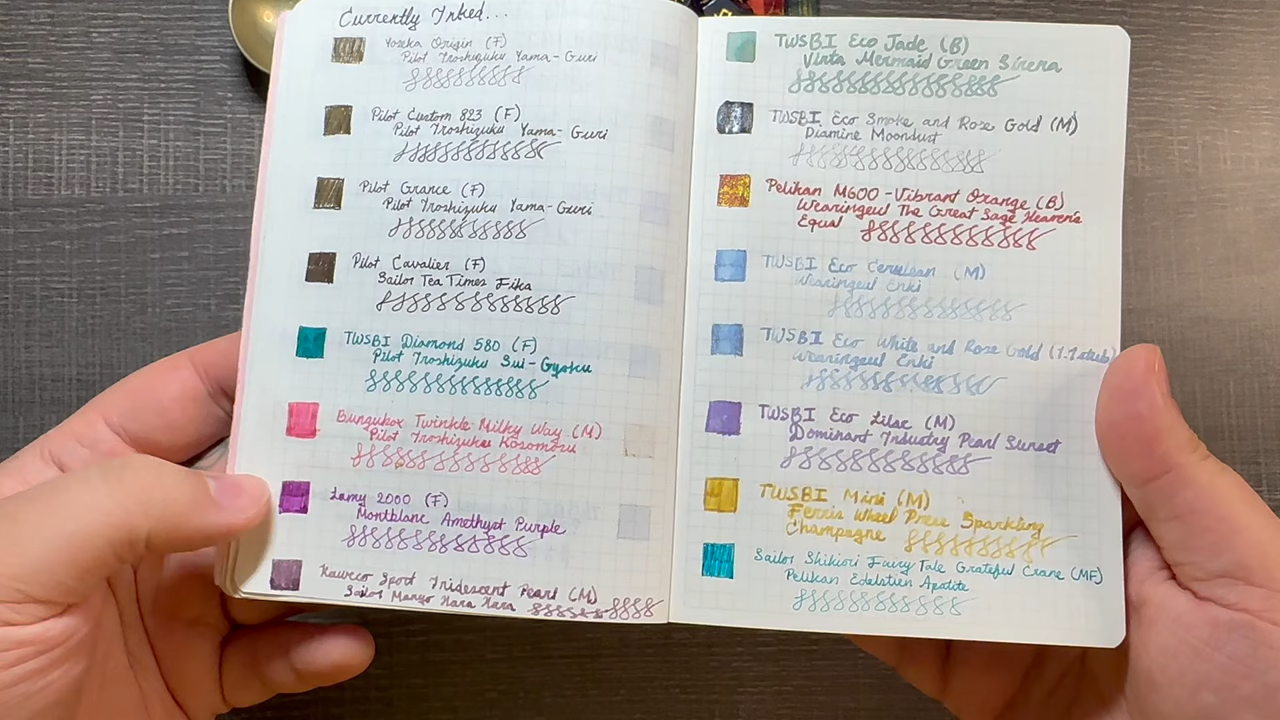 Currently Inked...
Yoseka Origin (F)
Pilot Iroshizuku Yama-Guri
Pilot Custom 823 (F)
Pilot Iroshizuku Yama-Guri
Pilot Grance (F)
Pilot Iroshizuku Yama-Guri
Pilot Cavalier (F)
Sailor Tea Times Fika
TWSBI Diamond 580 (F)
Pilot Iroshizuku Sui-Gyoku
Bungubox Twinkle Milky Way (M)
Pilot Iroshizuku Kosomosu
Lamy 2000 (F)
Montblanc Amethyst Purple
Kaweco Sport Iridescent Pearl (M)
Sailor Manyo Hara Hara
TWSBI Eco Jade (B)
Vinta Mermaid Green Sirena
TWSBI Eco Smoke and Rose Gold (M)
Diamine Moondust
Pelikan M600 - Vibrant Orange (B)
Wearingeul The Great Sage Heaven's
Equal
TWSBI Eco Cerulean (M)
Wearingeul Enki
TWSBI Eco White and Rose Gold (1.1 stub)
Wearingeul Enki
TWSBI Eco Lilac (M)
Dominant Industry Pearl Sunset
TWSBI Mini (M)
Ferris Wheel Press Sparkling
Champagne
Sailor Shikiori Fairy Tale Grateful Crane (MF)
Pelikan Edelstien Apatite